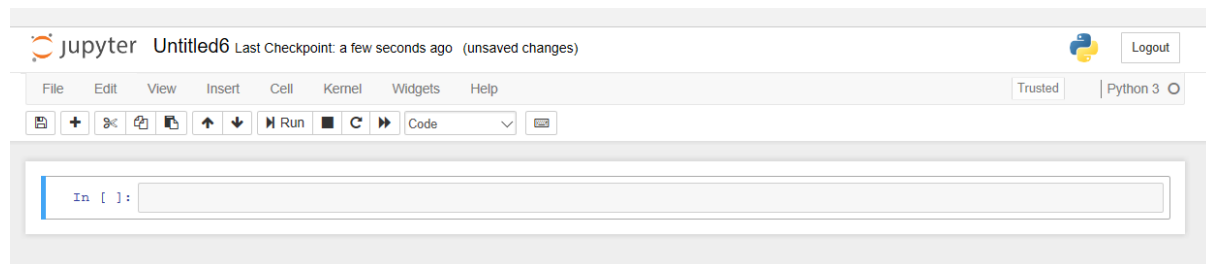 jupyter Untitled6 Last Checkpoint: a few seconds ago (unsaved changes) Logout
File Edit View Insert Cell Kernel Widgets Help Trusted Python 3
Run Code
In [ ]: